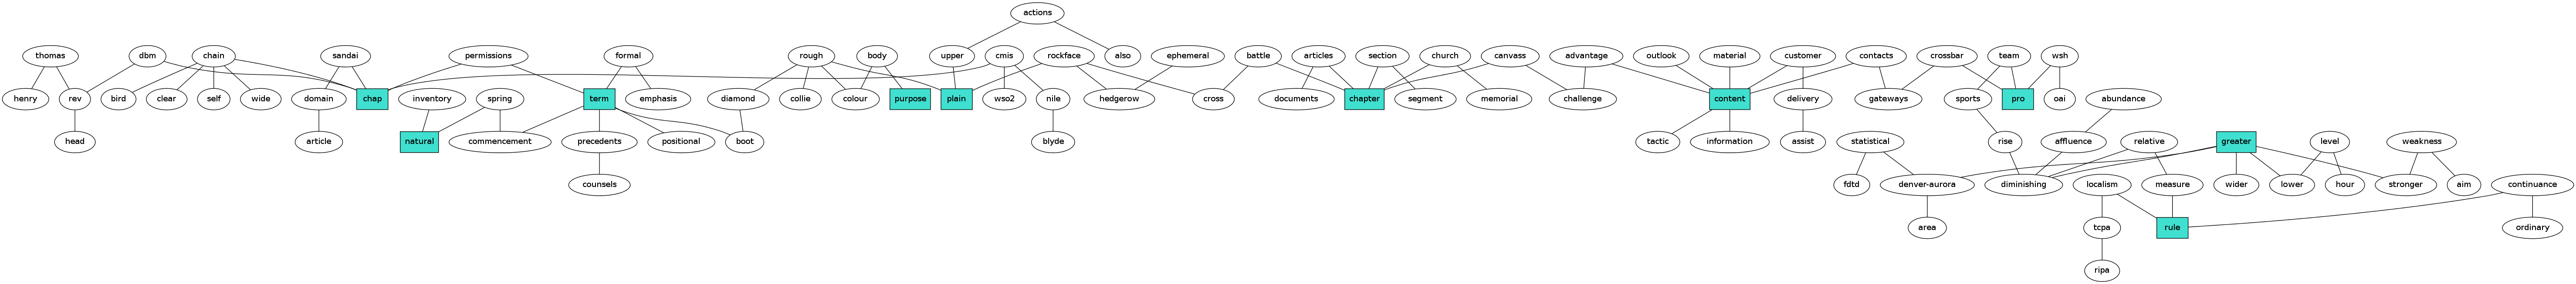 actions
thomas dbm chain sandai permissions formal rough body upper cmis rockface also ephemeral battle articles section church canvass advantage outlook material customer contacts crossbar team wsh
henry rev bird clear self wide domain chap inventory spring term emphasis diamond collie colour purpose plain wso2 nile hedgerow cross documents chapter segment memorial challenge content delivery gateways sports pro oai abundance
head article natural commencement precedents positional boot blyde tactic information assist statistical rise affluence relative greater level weakness
counsels fdtd denver-aurora diminishing localism measure wider lower hour stronger aim continuance
area tcpa rule ordinary
ripa